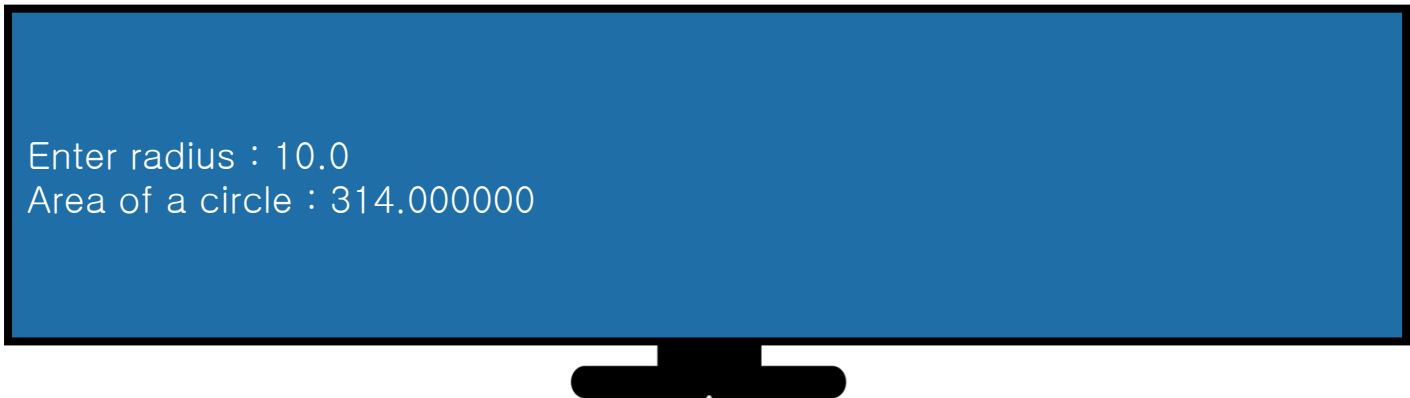 Enter radius : 10.0
Area of a circle : 314.000000